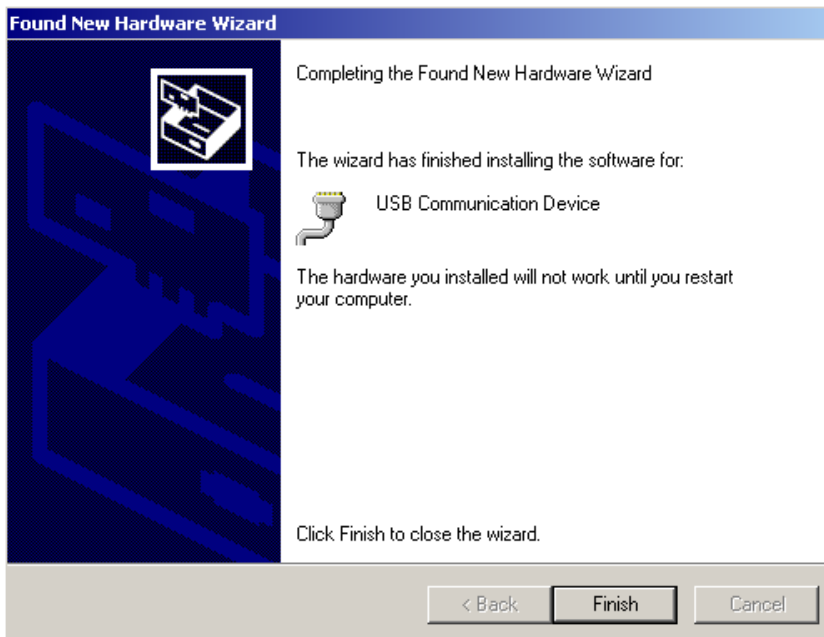 Found New Hardware Wizard
Completing the Found New Hardware Wizard
The wizard has finished installing the software for:
USB Communication Device
The hardware you installed will not work until you restart
your computer.
Click Finish to close the wizard.
< Back
Finish
Cancel